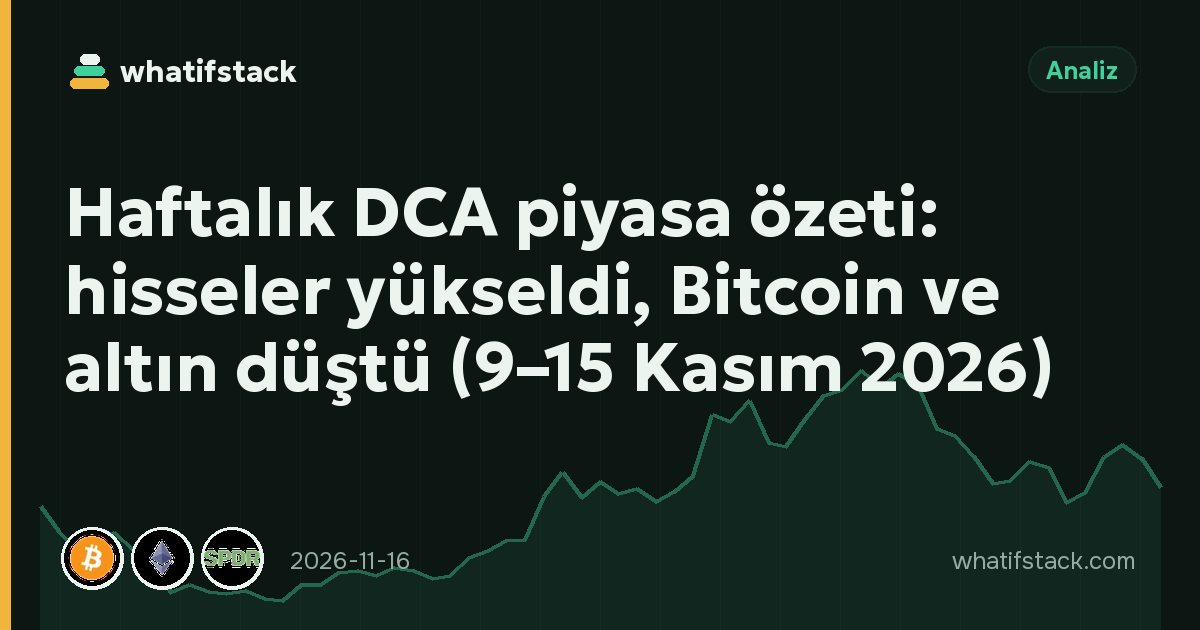 whatifstack
Analiz
Haftalık DCA piyasa özeti:
hisseler yükseldi, Bitcoin ve
altın düştü (9–15 Kasım 2026)
SPDR
2026-11-16
whatifstack.com